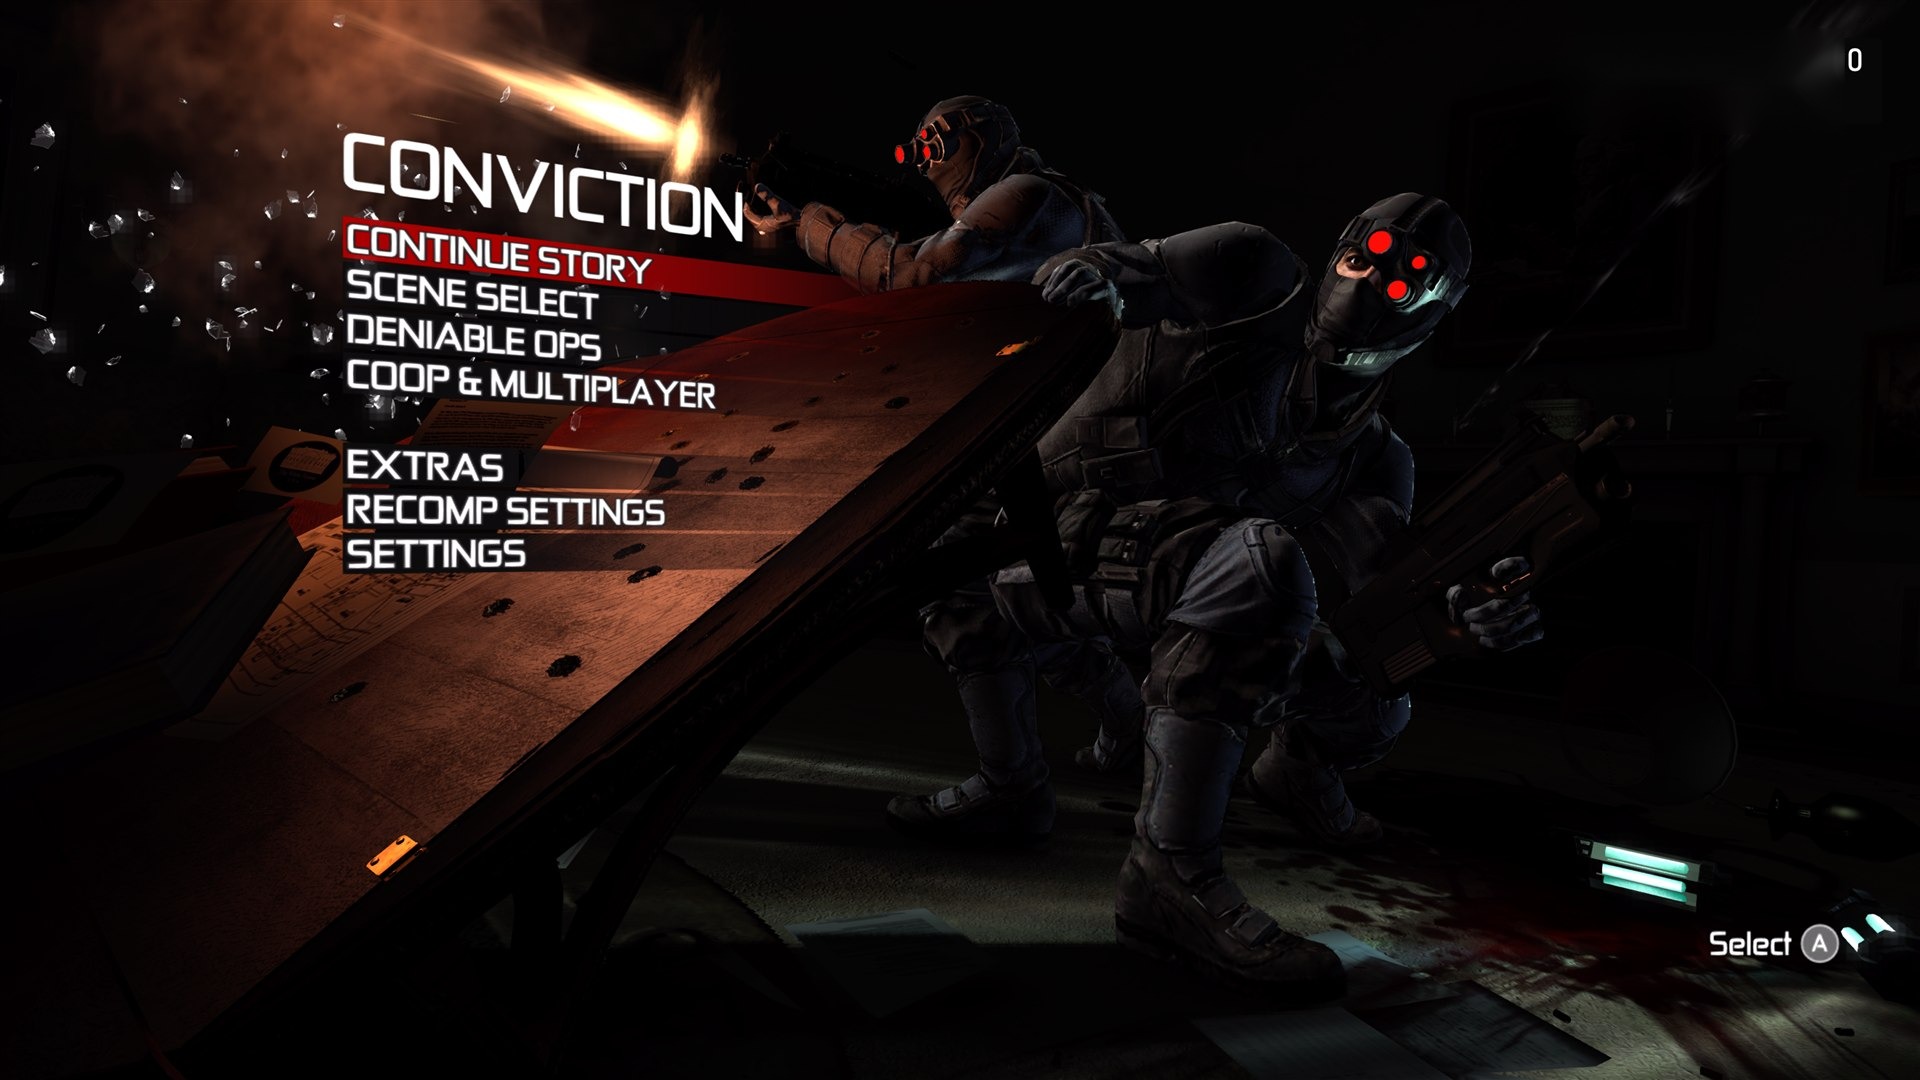 0
CONVICTION
CONTINUE STORY
SCENE SELECT
DENIABLE OPS
COOP & MULTIPLAYER
EXTRAS
RECOMP SETTINGS
SETTINGS
Select A